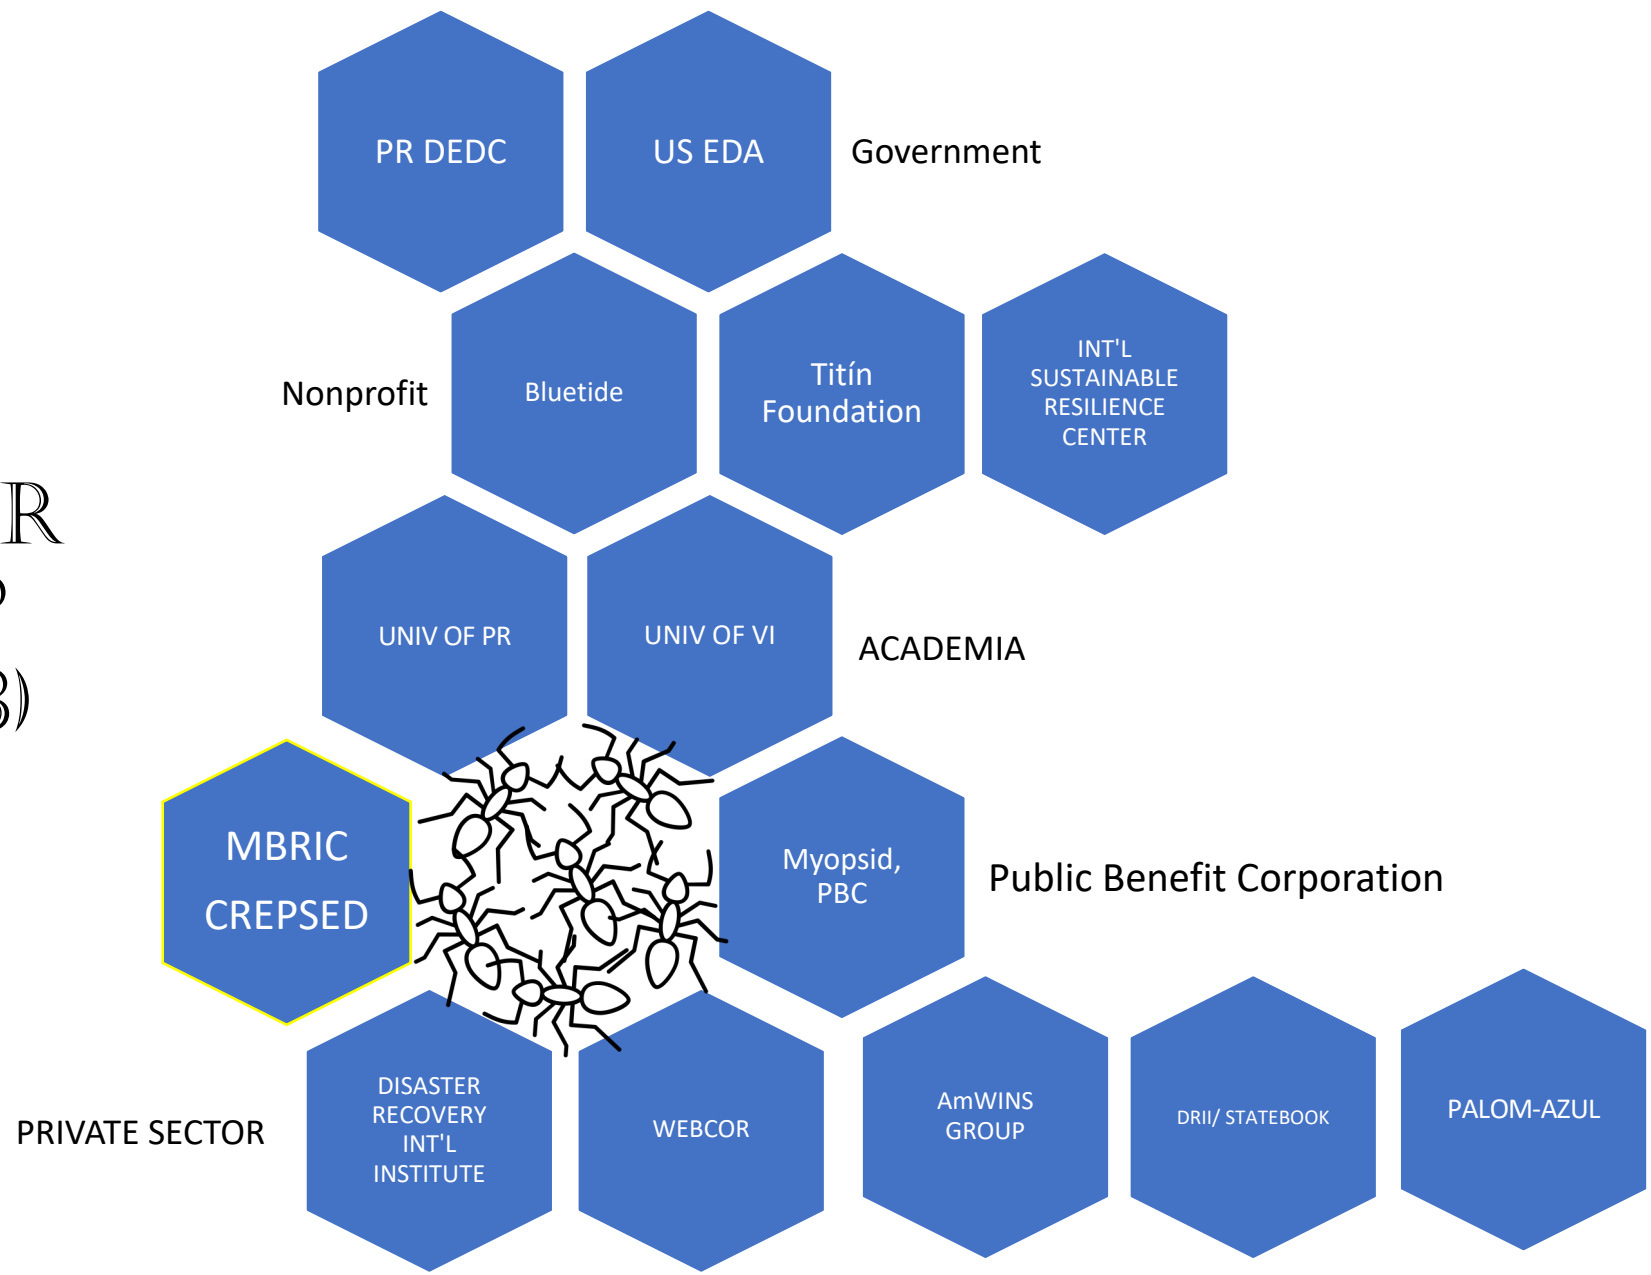 PR DEDC
US EDA
Government
Nonprofit
Bluetide
Titín
Foundation
INT'L
SUSTAINABLE
RESILIENCE
CENTER
R
UNIV OF PR
UNIV OF VI
ACADEMIA
MBRIC
CREPSED
Myopsid,
PBC
Public Benefit Corporation
PRIVATE SECTOR
DISASTER
RECOVERY
INT'L
INSTITUTE
WEBCOR
AmWINS
GROUP
DRII/ STATEBOOK
PALOM-AZUL